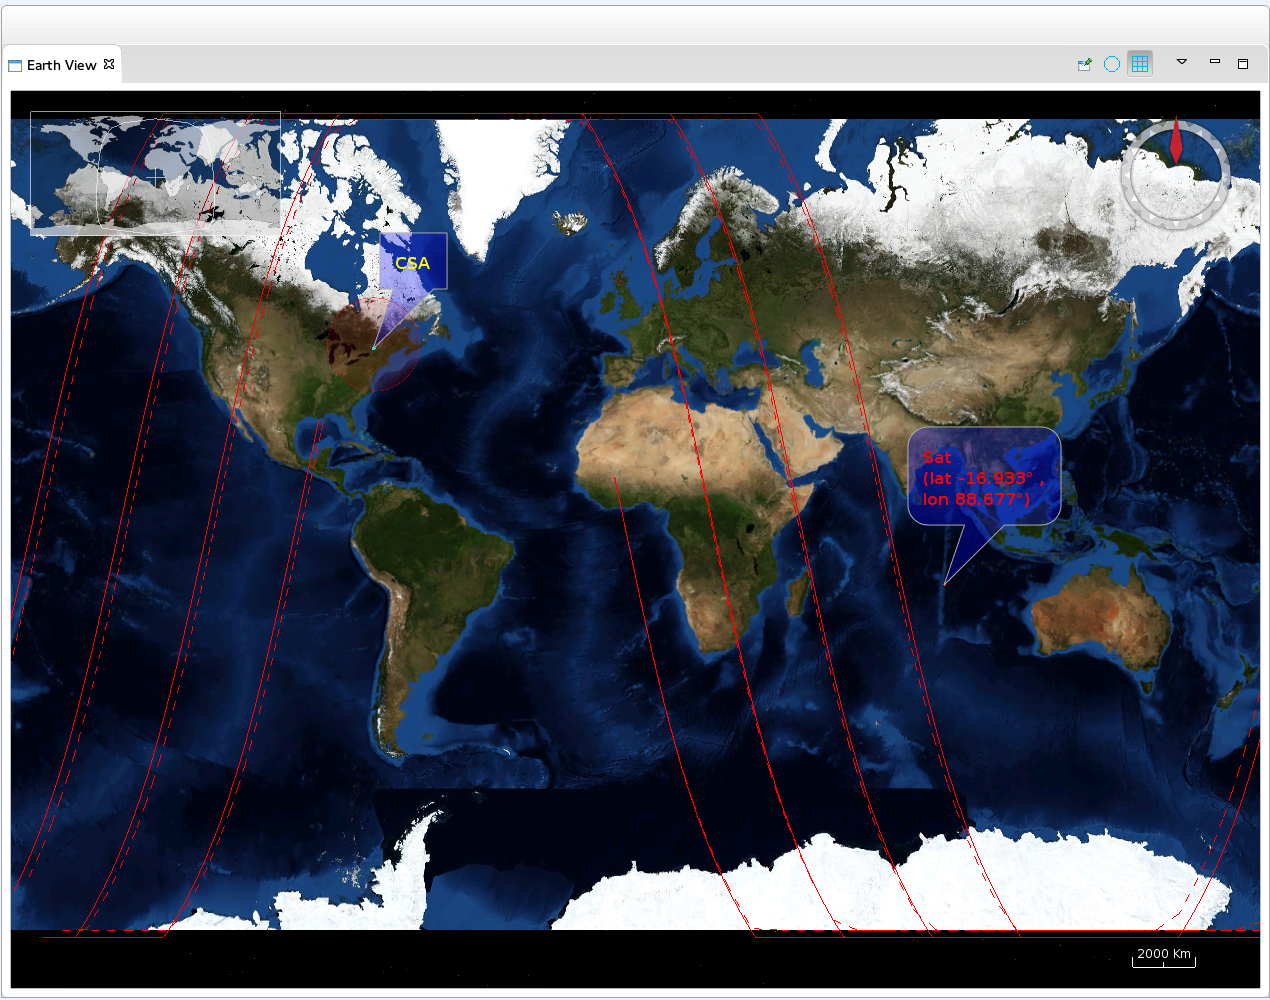 Earth View
CSA
Sat
(lat -16.933° ,
lon 88.677°)
2000 Km